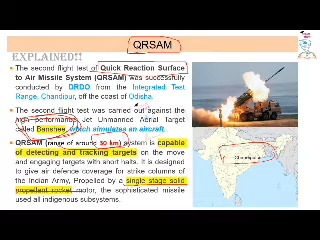 QRSAM
EXPLAINED!!!
The second flight test of Quick Reaction Surface
to Air Missile System (QRSAM) was successfully
conducted by DRDO from the Integrated Test
Range, Chandipur, off the coast of Odisha.
The second flight test was carried out against the
high performance Jet Unmanned Aerial Target
called Banshee, which simulates an aircraft.
QRSAM (range of around 30 km) system is capable
of detecting and tracking targets on the move
and engaging targets with short halts. It is designed
to give air defence coverage for strike columns of
the Indian Army. Propelled by a single stage solid
propellant rocket motor, the sophisticated missile
used all indigenous subsystems.
Chandipur